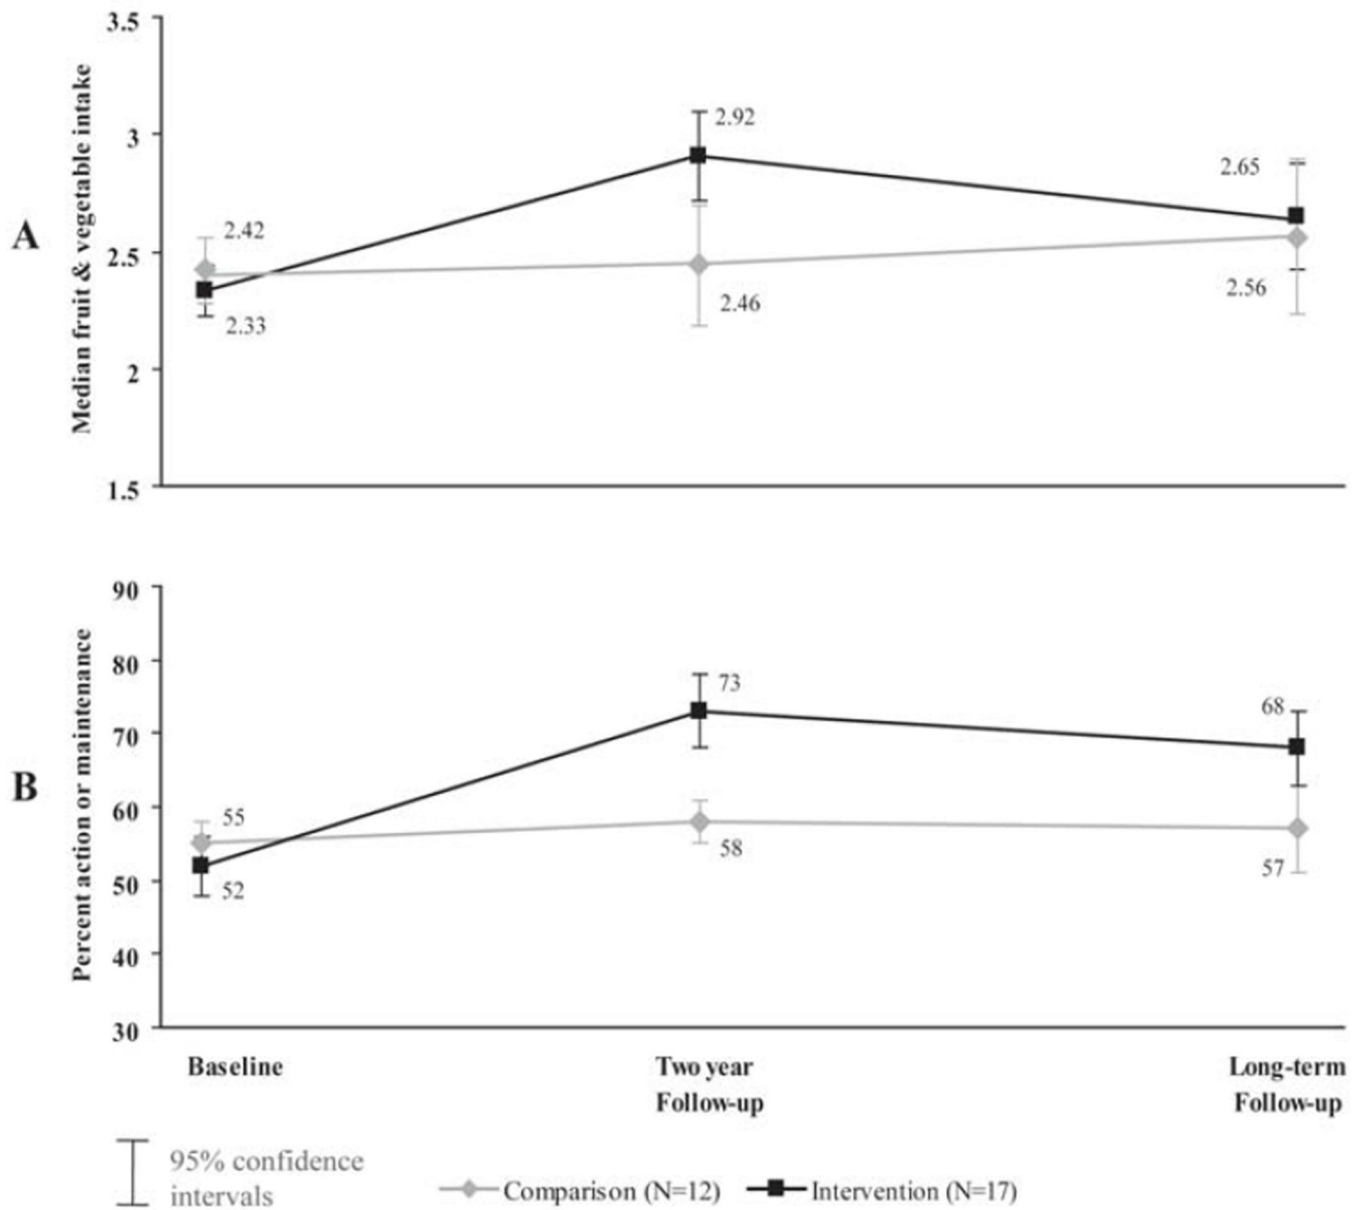 A
Median fruit & vegetable intake
3.5
3
2.5
2
1.5
2.42
2.33
2.92
2.46
2.65
2.56
B
Percent action or maintenance
90
80
70
60
50
40
30
55
52
73
58
68
57
Baseline
Two year
Follow-up
Long-term
Follow-up
95% confidence
intervals
Comparison (N=12)
Intervention (N=17)